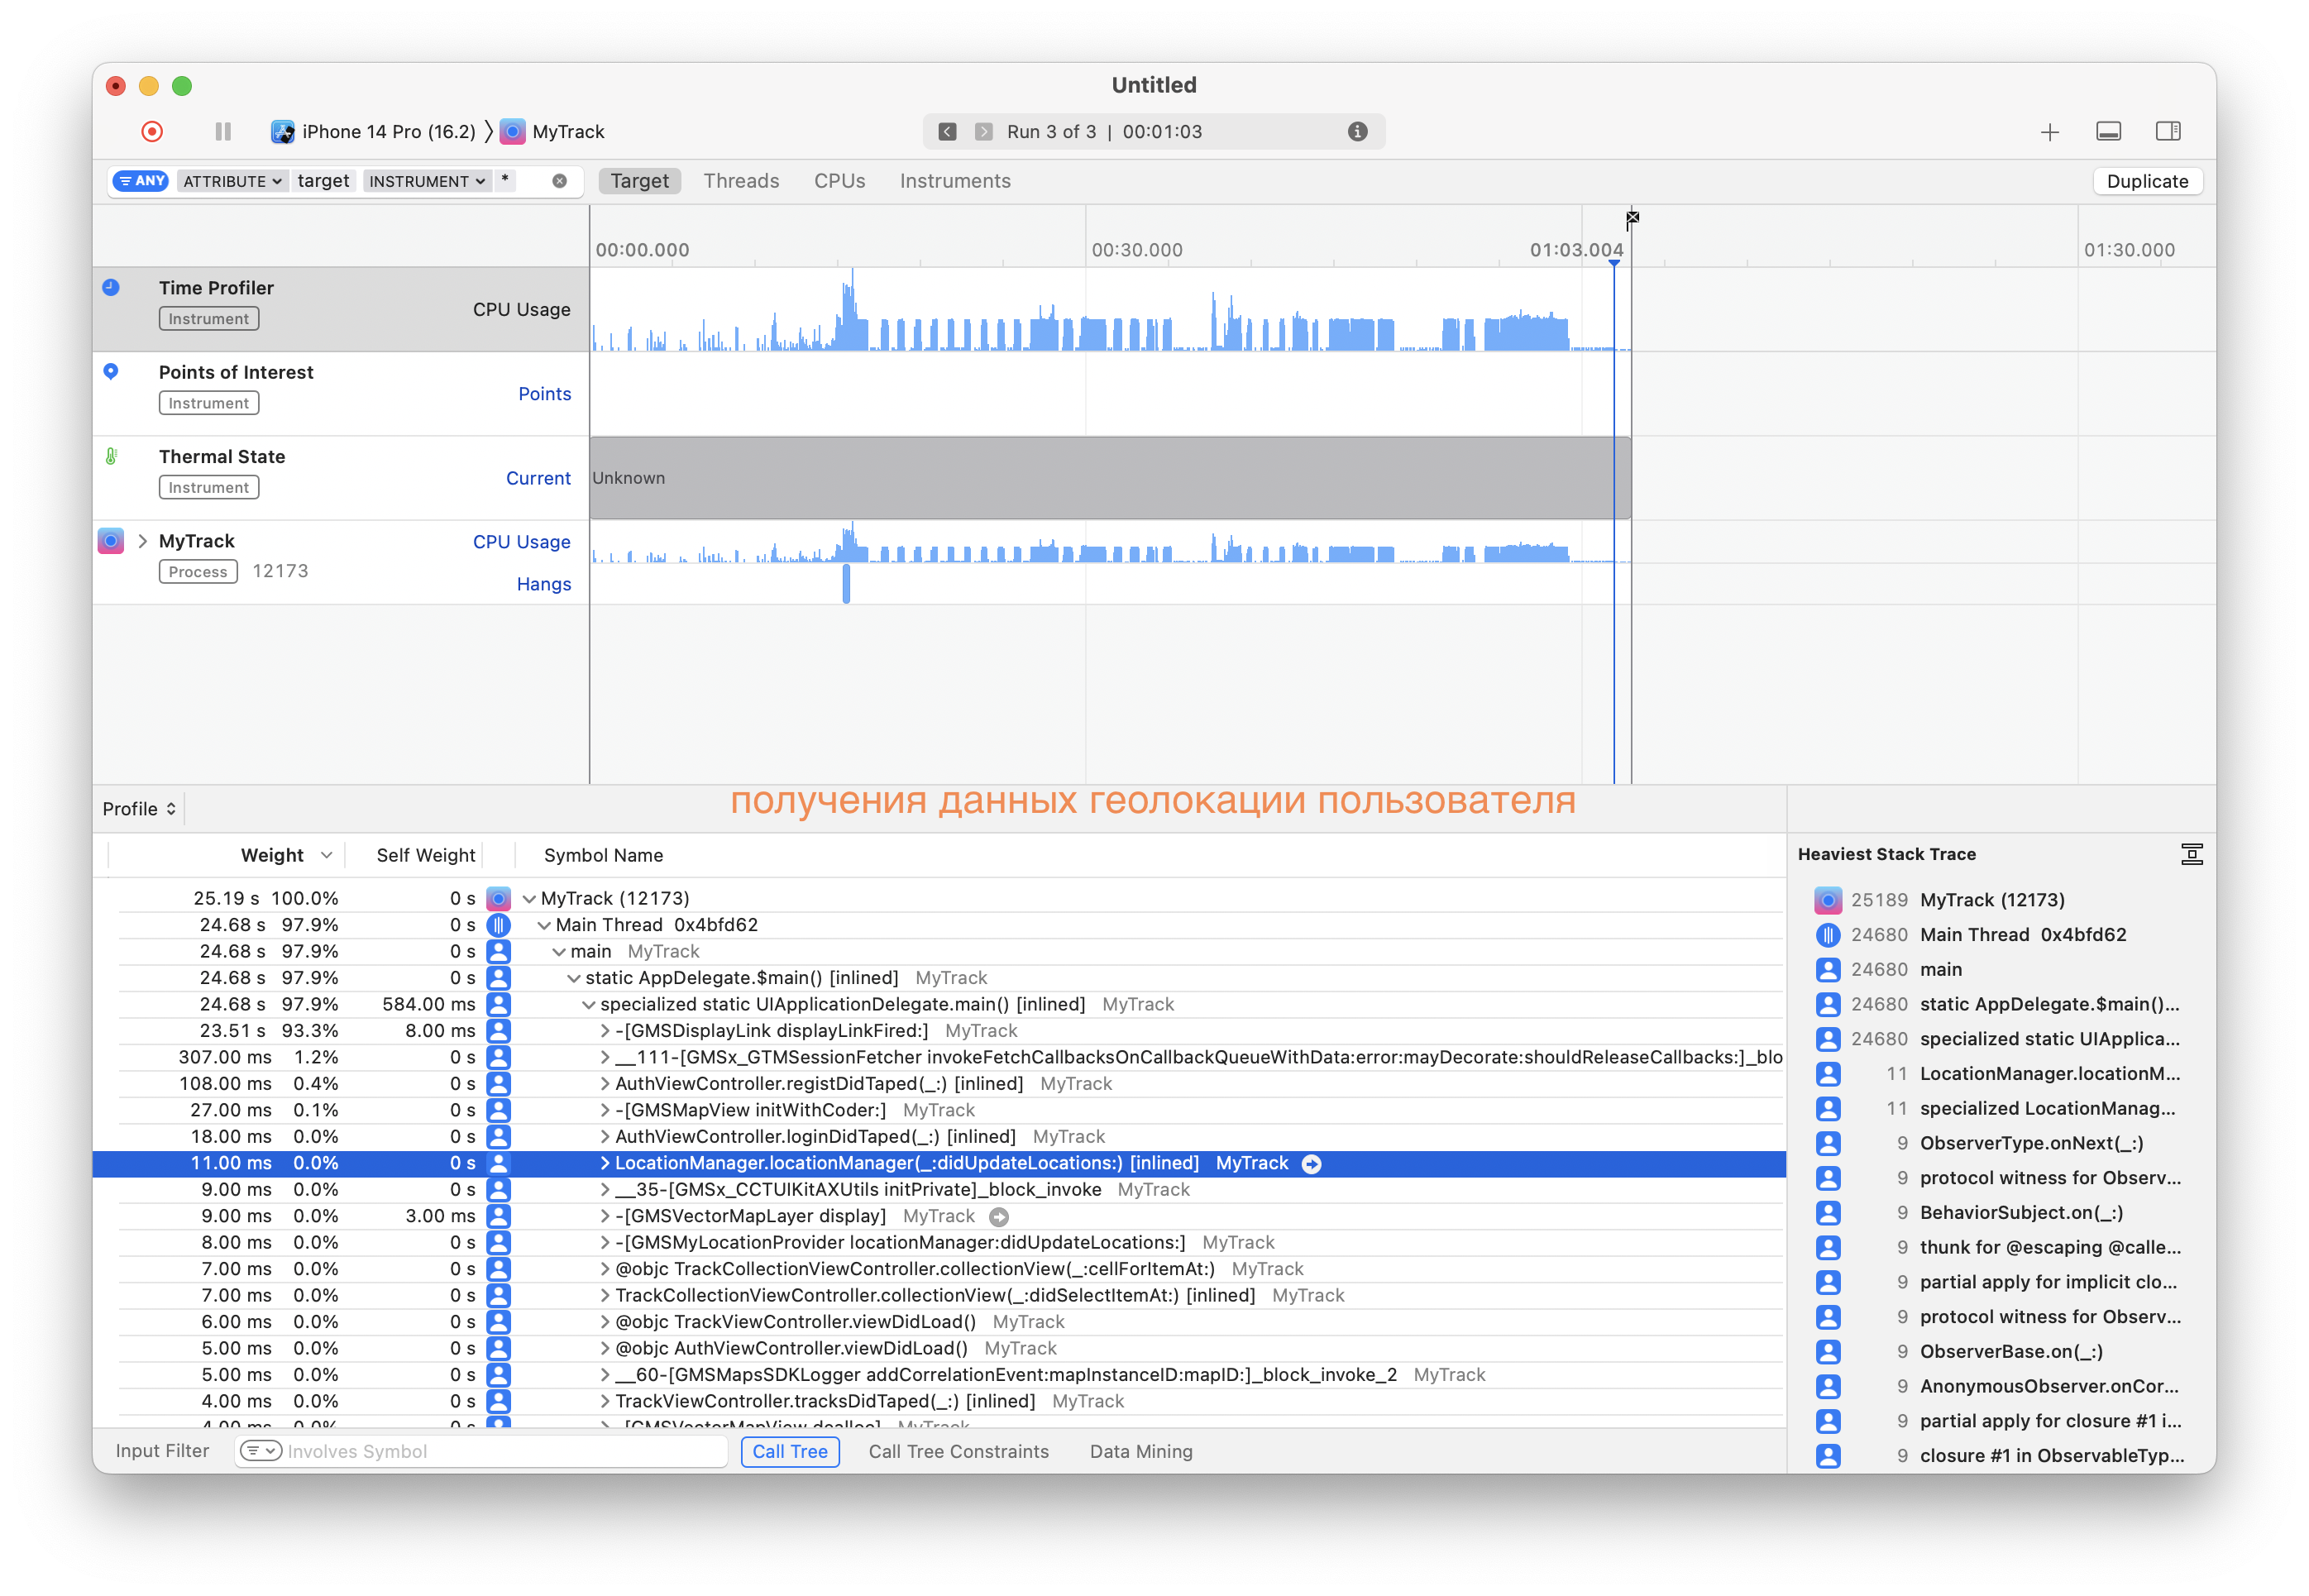 Untitled
iPhone 14 Pro (16.2) MyTrack
Run 3 of 3 | 00:01:03
ANY ATTRIBUTE target INSTRUMENT *
Target Threads CPUs Instruments
Duplicate
00:00.000 00:30.000 01:03.004 01:30.000
Time Profiler
Instrument
CPU Usage
Points of Interest
Instrument
Points
Thermal State
Instrument
Current
Unknown
MyTrack
Process 12173
CPU Usage
Hangs
Profile
получения данных геолокации пользователя
Weight Self Weight Symbol Name
25.19 s 100.0% 0 s MyTrack (12173)
24.68 s 97.9% 0 s Main Thread 0x4bfd62
24.68 s 97.9% 0 s main MyTrack
24.68 s 97.9% 0 s static AppDelegate.$main() [inlined] MyTrack
24.68 s 97.9% 584.00 ms specialized static UIApplicationDelegate.main() [inlined] MyTrack
23.51 s 93.3% 8.00 ms -[GMSDisplayLink displayLinkFired:] MyTrack
307.00 ms 1.2% 0 s __111-[GMSx_GTMSessionFetcher invokeFetchCallbacksOnCallbackQueueWithData:error:mayDecorate:shouldReleaseCallbacks:]_blo
108.00 ms 0.4% 0 s AuthViewController.registDidTaped(_:) [inlined] MyTrack
27.00 ms 0.1% 0 s -[GMSMapView initWithCoder:] MyTrack
18.00 ms 0.0% 0 s AuthViewController.loginDidTaped(_:) [inlined] MyTrack
11.00 ms 0.0% 0 s LocationManager.locationManager(_:didUpdateLocations:) [inlined] MyTrack
9.00 ms 0.0% 0 s __35-[GMSx_CCTUIKitAXUtils initPrivate]_block_invoke MyTrack
9.00 ms 0.0% 3.00 ms -[GMSVectorMapLayer display] MyTrack
8.00 ms 0.0% 0 s -[GMSMyLocationProvider locationManager:didUpdateLocations:] MyTrack
7.00 ms 0.0% 0 s @objc TrackCollectionViewController.collectionView(_:cellForItemAt:) MyTrack
7.00 ms 0.0% 0 s TrackCollectionViewController.collectionView(_:didSelectItemAt:) [inlined] MyTrack
6.00 ms 0.0% 0 s @objc TrackViewController.viewDidLoad() MyTrack
5.00 ms 0.0% 0 s @objc AuthViewController.viewDidLoad() MyTrack
5.00 ms 0.0% 0 s __60-[GMSMapsSDKLogger addCorrelationEvent:mapInstanceID:mapID:]_block_invoke_2 MyTrack
4.00 ms 0.0% 0 s TrackViewController.tracksDidTaped(_:) [inlined] MyTrack
4.00 ms 0.0% 0 s -[GMSVectorMapView dealloc] MyTrack
Input Filter Involves Symbol Call Tree Call Tree Constraints Data Mining
Heaviest Stack Trace
25189 MyTrack (12173)
24680 Main Thread 0x4bfd62
24680 main
24680 static AppDelegate.$main()...
24680 specialized static UIApplica...
11 LocationManager.locationM...
11 specialized LocationManag...
9 ObserverType.onNext(_:)
9 protocol witness for Observ...
9 BehaviorSubject.on(_:)
9 thunk for @escaping @calle...
9 partial apply for implicit clo...
9 protocol witness for Observ...
9 ObserverBase.on(_:)
9 AnonymousObserver.onCor...
9 partial apply for closure #1 i...
9 closure #1 in ObservableTyp...